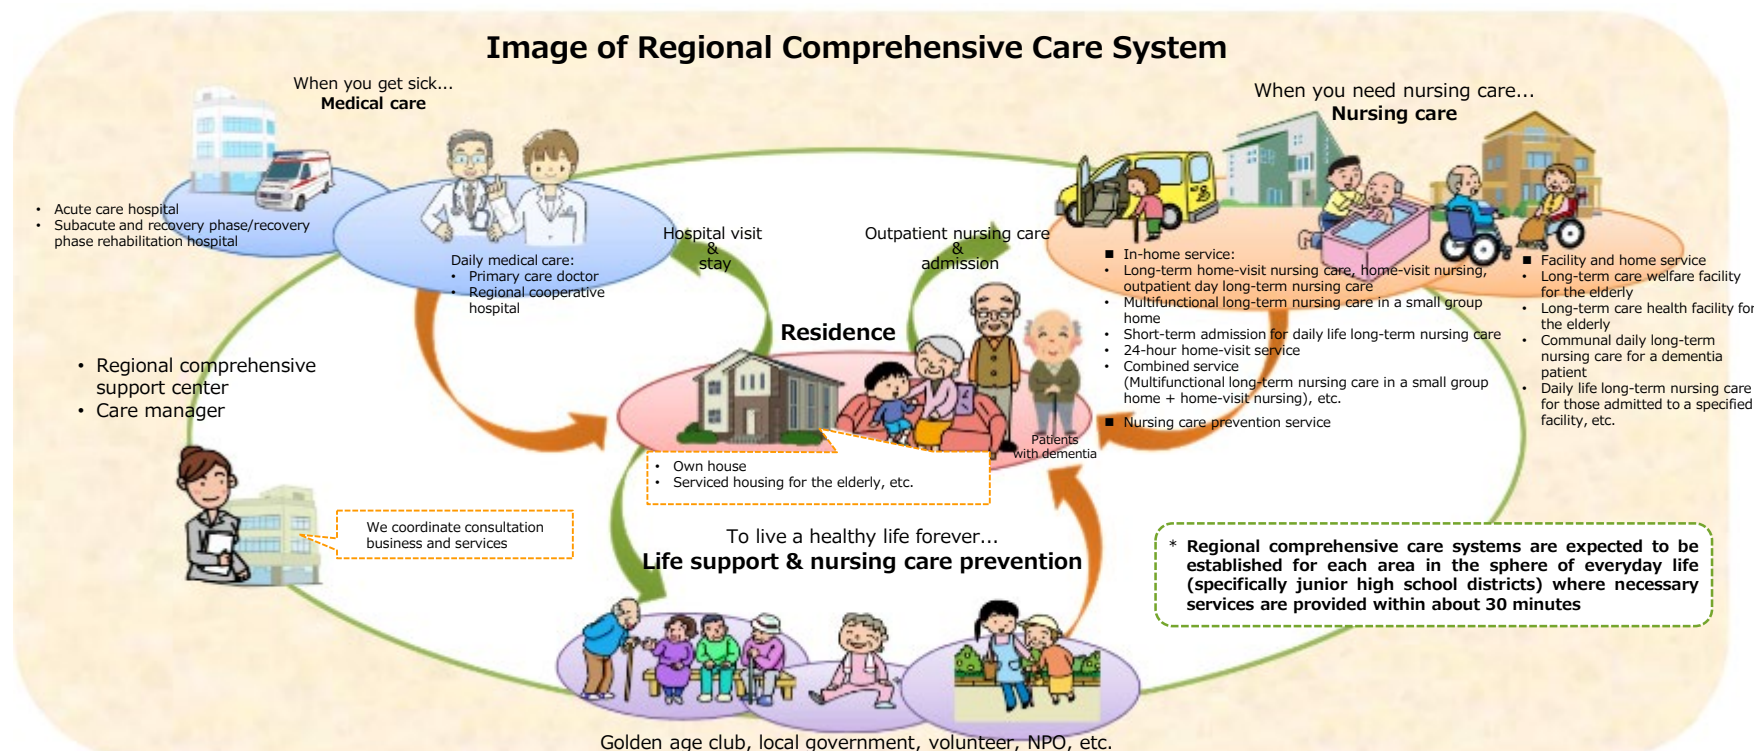 Image of Regional Comprehensive Care System
When you get sick...
Medical care
• Acute care hospital
• Subacute and recovery phase/recovery
phase rehabilitation hospital
Daily medical care:
• Primary care doctor
• Regional cooperative
hospital
Hospital visit
&
stay
Outpatient nursing care
&
admission
When you need nursing care...
Nursing care
■ In-home service:
• Long-term home-visit nursing care, home-visit nursing,
outpatient day long-term nursing care
• Multifunctional long-term nursing care in a small group
home
• Short-term admission for daily life long-term nursing care
• 24-hour home-visit service
• Combined service
(Multifunctional long-term nursing care in a small group
home + home-visit nursing), etc.
■ Nursing care prevention service
■ Facility and home service
• Long-term care welfare facility
for the elderly
• Long-term care health facility for
the elderly
• Communal daily long-term
nursing care for a dementia
patient
• Daily life long-term nursing care
for those admitted to a specified
facility, etc.
Residence
Patients
with dementia
• Own house
• Serviced housing for the elderly, etc.
• Regional comprehensive
support center
• Care manager
We coordinate consultation
business and services
To live a healthy life forever...
Life support & nursing care prevention
* Regional comprehensive care systems are expected to be
established for each area in the sphere of everyday life
(specifically junior high school districts) where necessary
services are provided within about 30 minutes
Golden age club, local government, volunteer, NPO, etc.